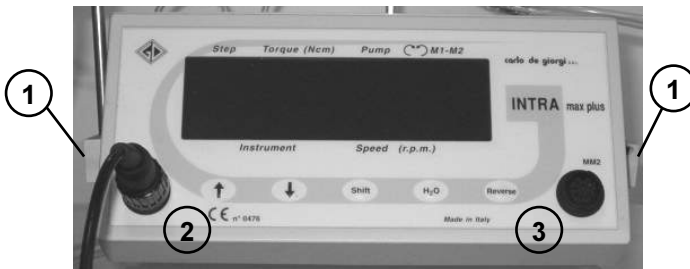 Step Torque (Ncm) Pump M1-M2
carlo de giorgi s.r.l.
1 1
INTRA max plus
Instrument Speed (r.p.m.)
MM2
↑ ↓ Shift H₂O Reverse
2 CE n° 0476 Made in Italy 3